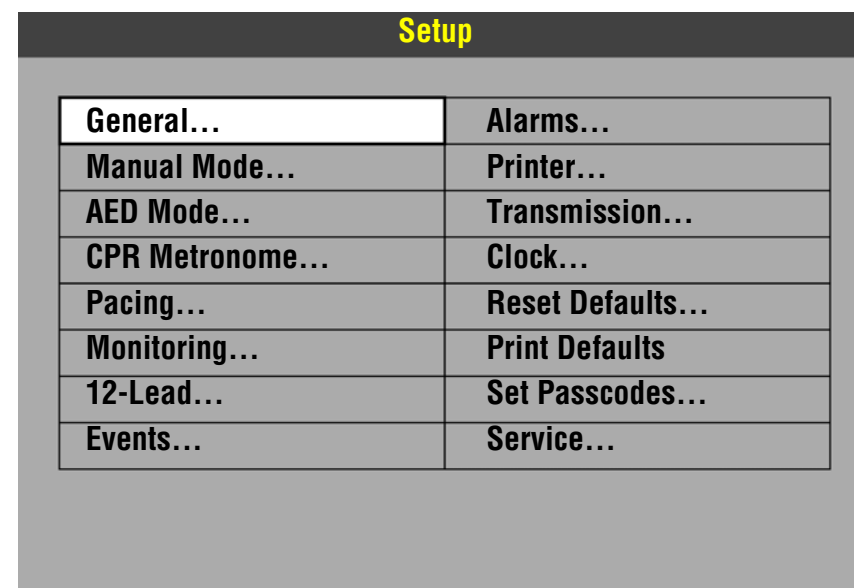 Setup
General... Alarms...
Manual Mode... Printer...
AED Mode... Transmission...
CPR Metronome... Clock...
Pacing... Reset Defaults...
Monitoring... Print Defaults
12-Lead... Set Passcodes...
Events... Service...